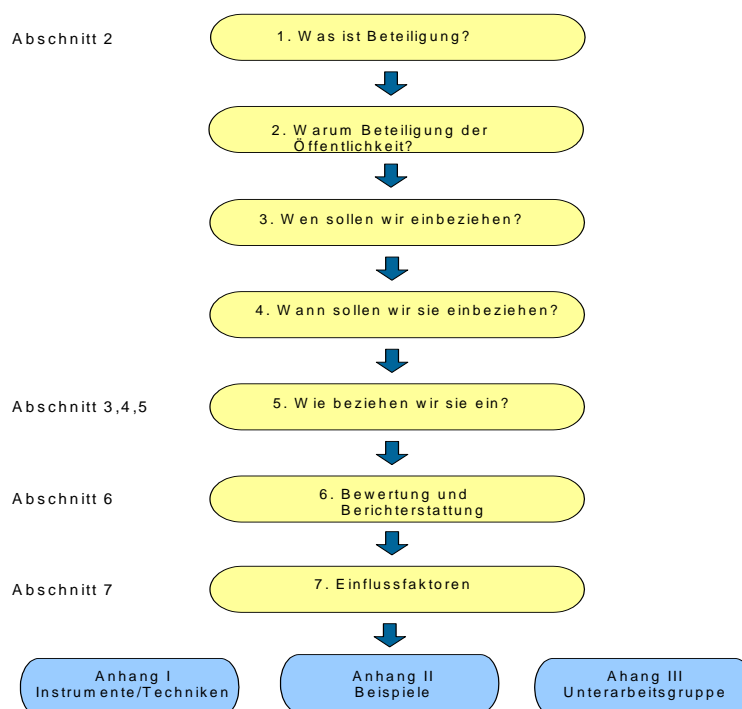 Abschnitt 2
1. Was ist Beteiligung?
2. Warum Beteiligung der
Öffentlichkeit?
3. Wen sollen wir einbeziehen?
4. Wann sollen wir sie einbeziehen?
Abschnitt 3,4,5
5. Wie beziehen wir sie ein?
Abschnitt 6
6. Bewertung und
Berichterstattung
Abschnitt 7
7. Einflussfaktoren
Anhang I
Instrumente/Techniken
Anhang II
Beispiele
Ahang III
Unterarbeitsgruppe